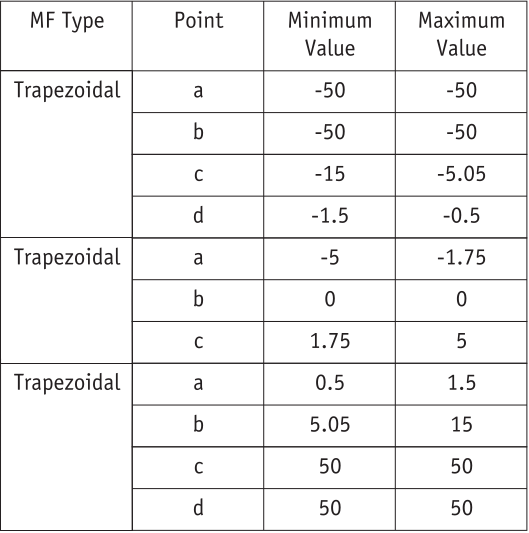 MF Type Point Minimum Value Maximum Value
Trapezoidal a -50 -50
b -50 -50
c -15 -5.05
d -1.5 -0.5
Trapezoidal a -5 -1.75
b 0 0
c 1.75 5
Trapezoidal a 0.5 1.5
b 5.05 15
c 50 50
d 50 50